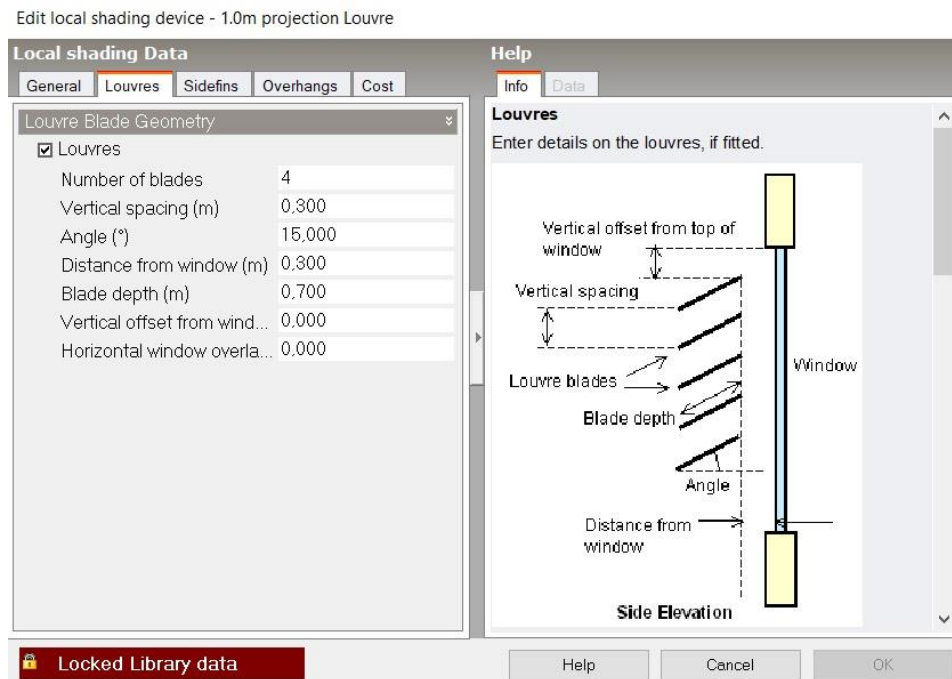 Edit local shading device - 1.0m projection Louvre
Local shading Data
General Louvres Sidefins Overhangs Cost
Louvre Blade Geometry
Louvres
Number of blades 4
Vertical spacing (m) 0,300
Angle (°) 15,000
Distance from window (m) 0,300
Blade depth (m) 0,700
Vertical offset from wind... 0,000
Horizontal window overla... 0,000
Locked Library data
Help
Info Data
Louvres
Enter details on the louvres, if fitted.
Vertical offset from top of
window
Vertical spacing
Window
Louvre blades
Blade depth
Angle
Distance from
window
Side Elevation
Help Cancel OK